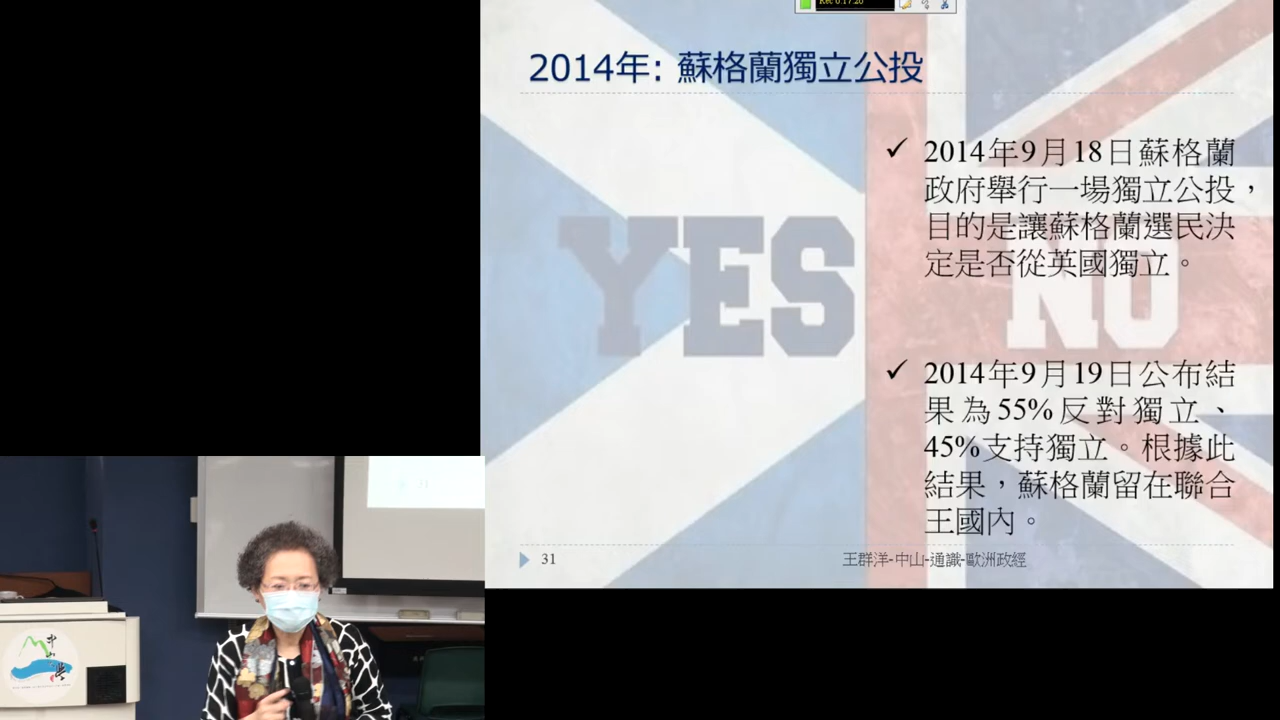 Rec 0:17:20
2014年: 蘇格蘭獨立公投
✓ 2014年9月18日蘇格蘭
政府舉行一場獨立公投，
目的是讓蘇格蘭選民決
定是否從英國獨立。
YES
NO
✓ 2014年9月19日公布結
果為55%反對獨立、
45%支持獨立。根據此
結果，蘇格蘭留在聯合
王國內。
31
王群洋-中山-通識-歐洲政經
31